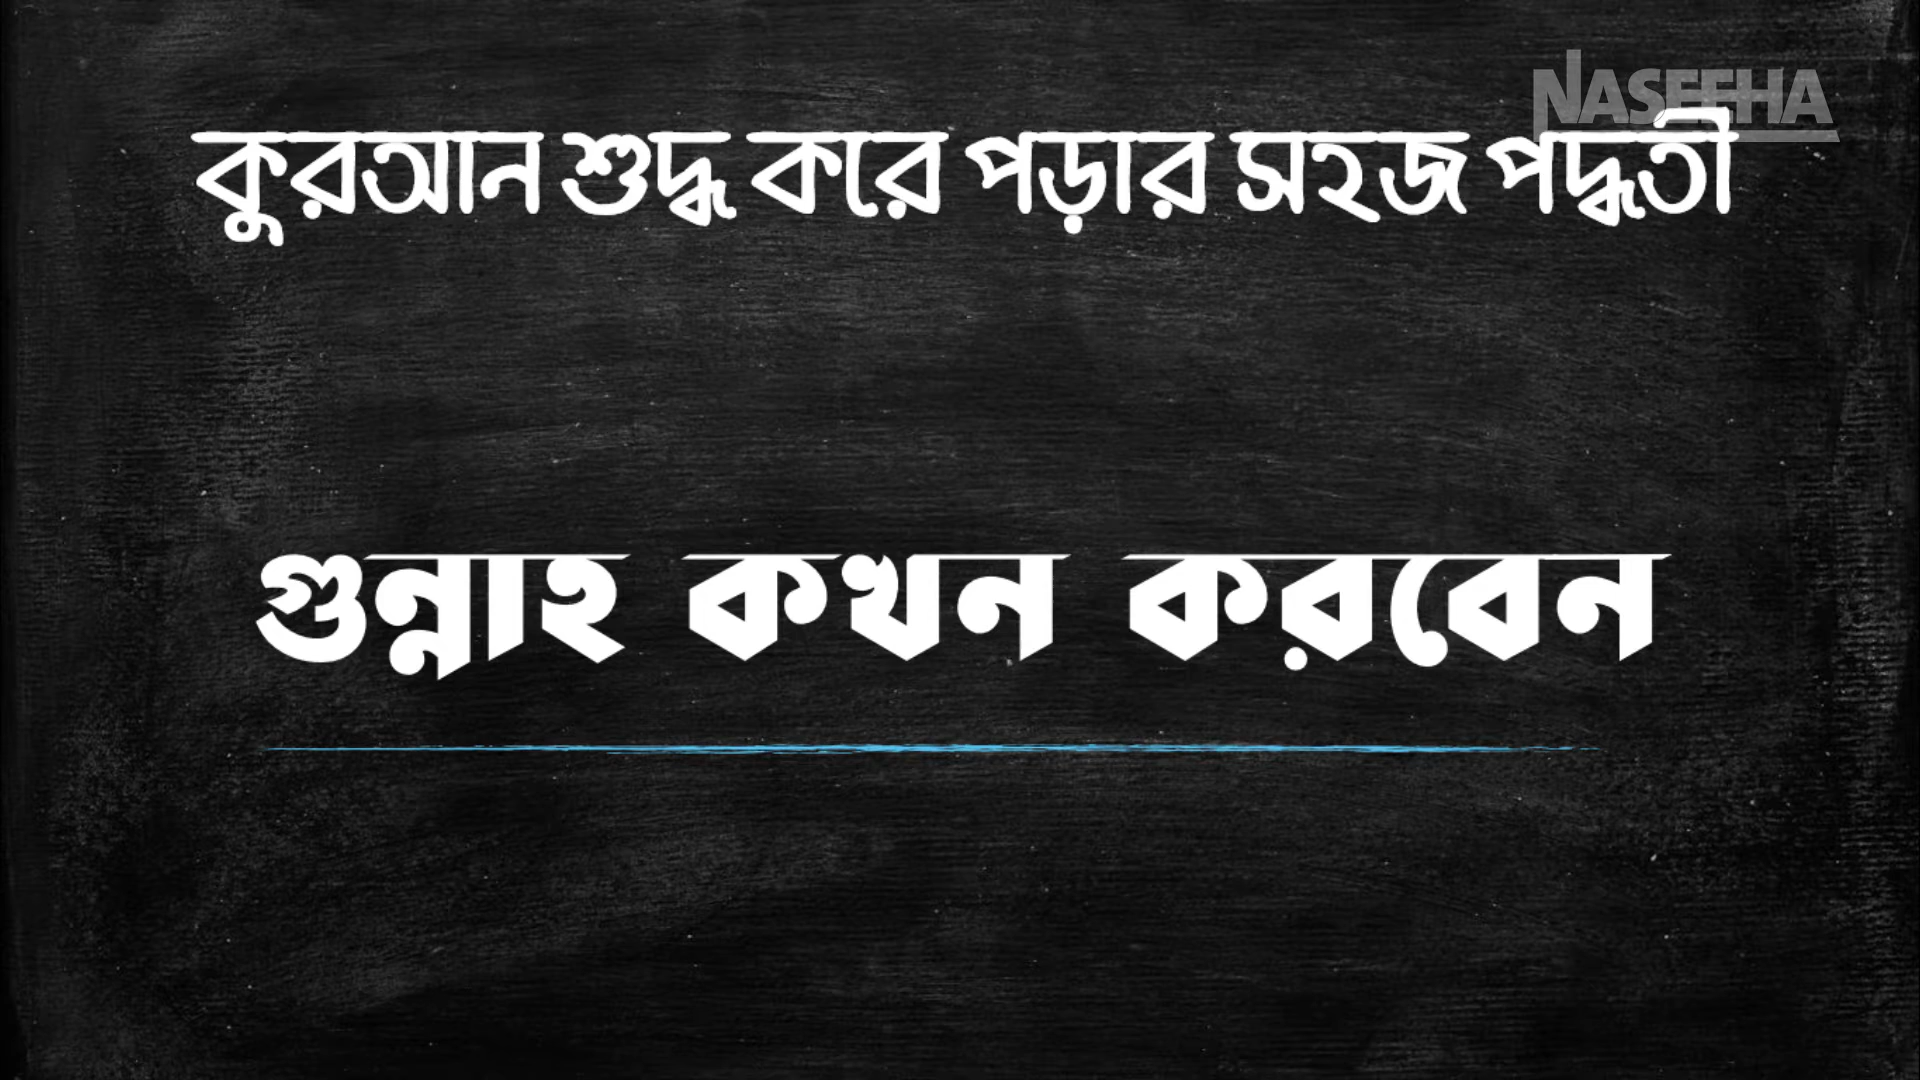 NASEEHA
কুরআন শুদ্ধ করে পড়ার সহজ পদ্ধতী
গুন্নাহ কখন করবেন